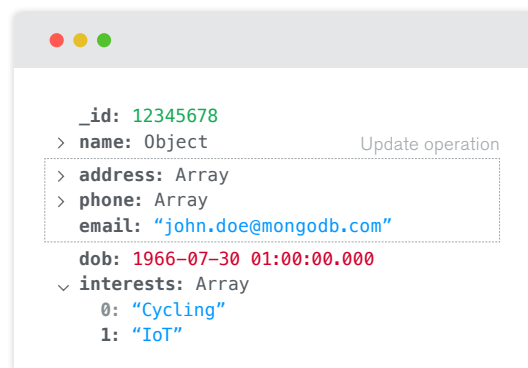 _id: 12345678
> name: Object
Update operation
> address: Array
> phone: Array
email: “john.doe@mongodb.com”
dob: 1966–07–30 01:00:00.000
interests: Array
0: “Cycling”
1: “IoT”